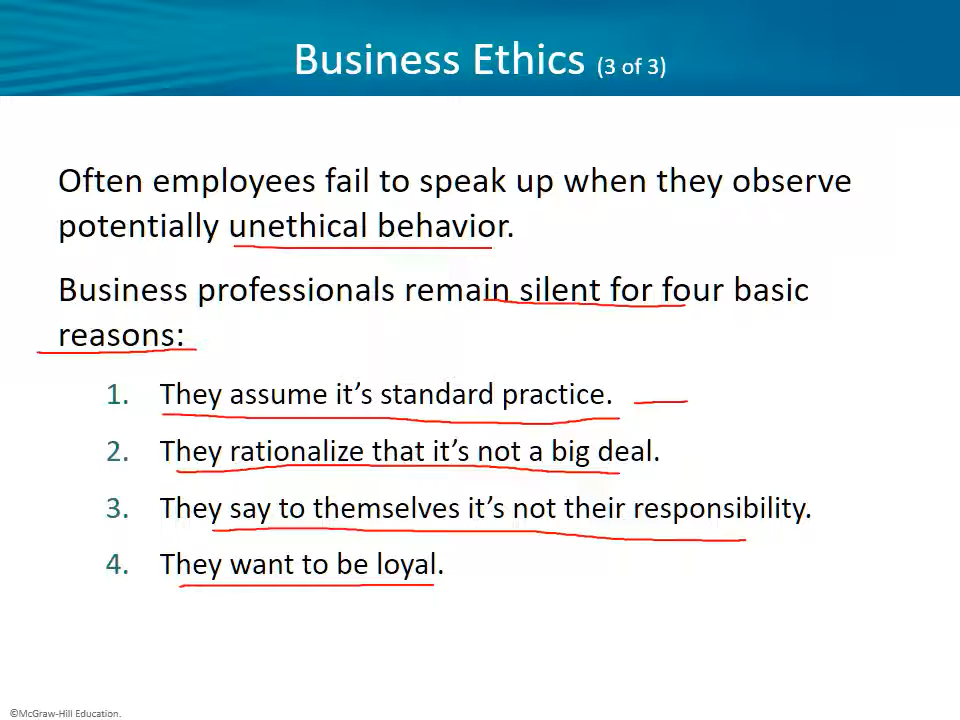 Business Ethics (3 of 3)
Often employees fail to speak up when they observe
potentially unethical behavior.
Business professionals remain silent for four basic
reasons:
1. They assume it’s standard practice.
2. They rationalize that it’s not a big deal.
3. They say to themselves it’s not their responsibility.
4. They want to be loyal.
©McGraw-Hill Education.